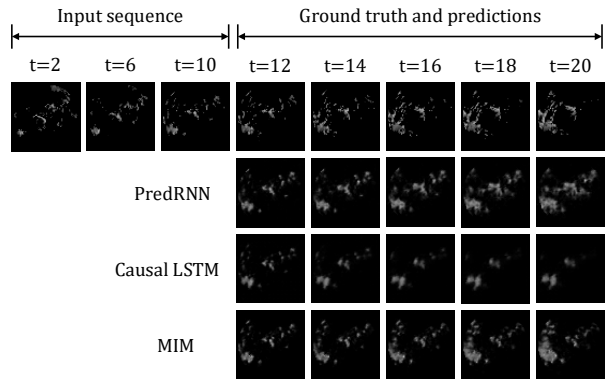 Input sequence Ground truth and predictions
t=2 t=6 t=10 t=12 t=14 t=16 t=18 t=20
PredRNN
Causal LSTM
MIM